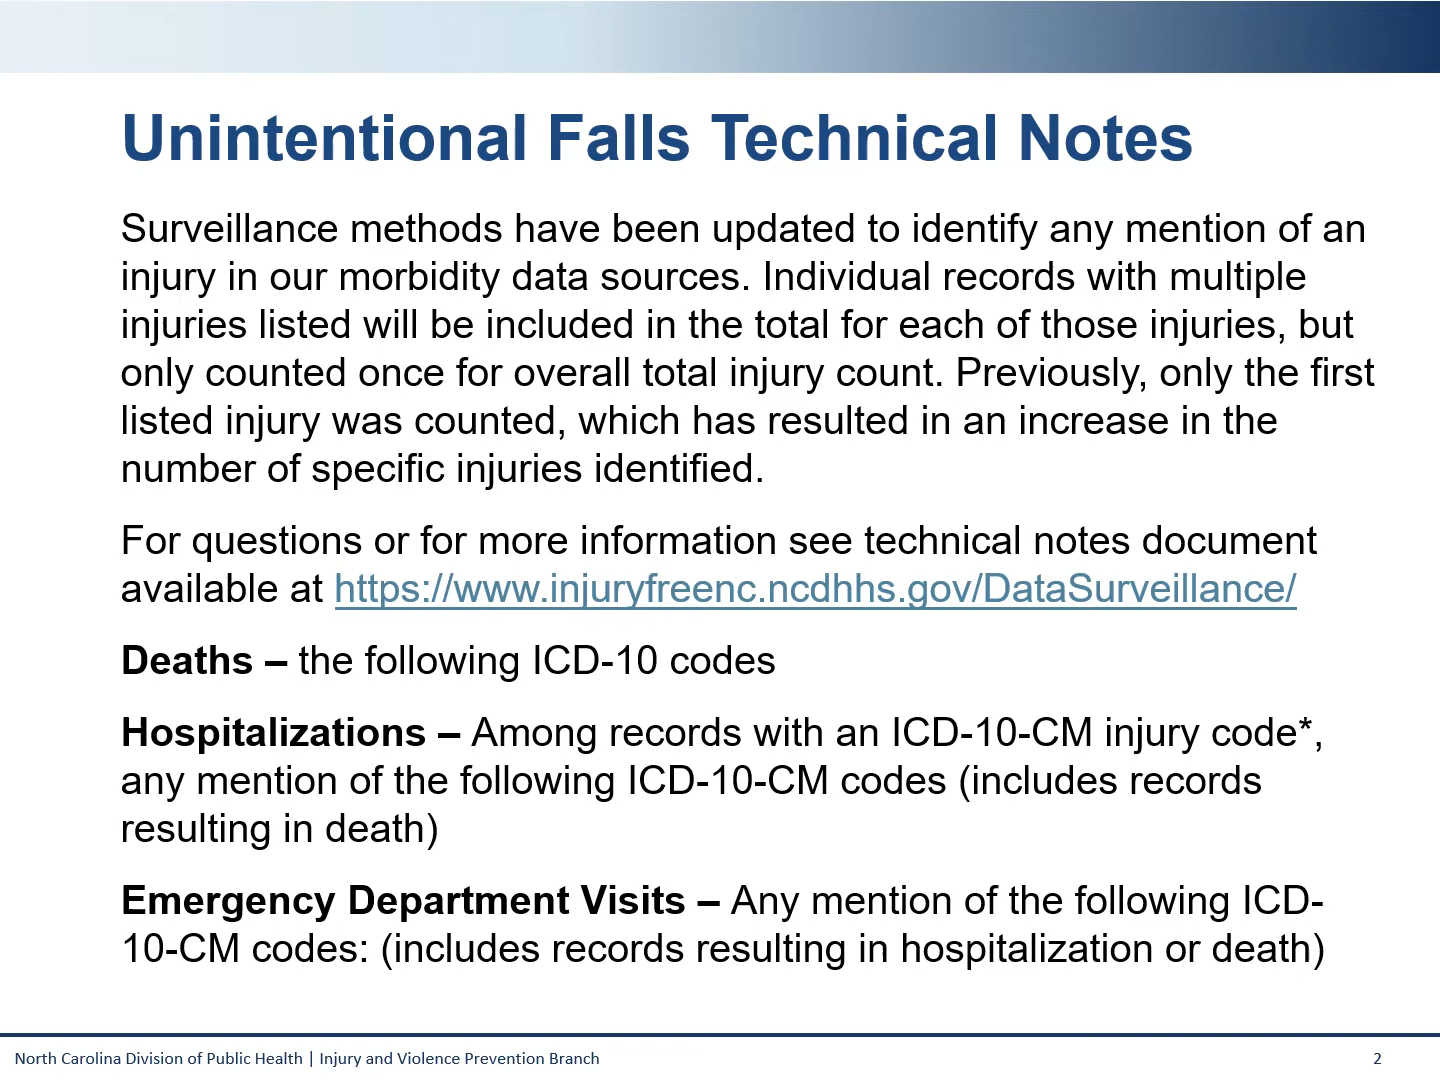 Unintentional Falls Technical Notes
Surveillance methods have been updated to identify any mention of an
injury in our morbidity data sources. Individual records with multiple
injuries listed will be included in the total for each of those injuries, but
only counted once for overall total injury count. Previously, only the first
listed injury was counted, which has resulted in an increase in the
number of specific injuries identified.
For questions or for more information see technical notes document
available at https://www.injuryfreenc.ncdhhs.gov/DataSurveillance/
Deaths – the following ICD-10 codes
Hospitalizations – Among records with an ICD-10-CM injury code*,
any mention of the following ICD-10-CM codes (includes records
resulting in death)
Emergency Department Visits – Any mention of the following ICD-
10-CM codes: (includes records resulting in hospitalization or death)
North Carolina Division of Public Health | Injury and Violence Prevention Branch
2